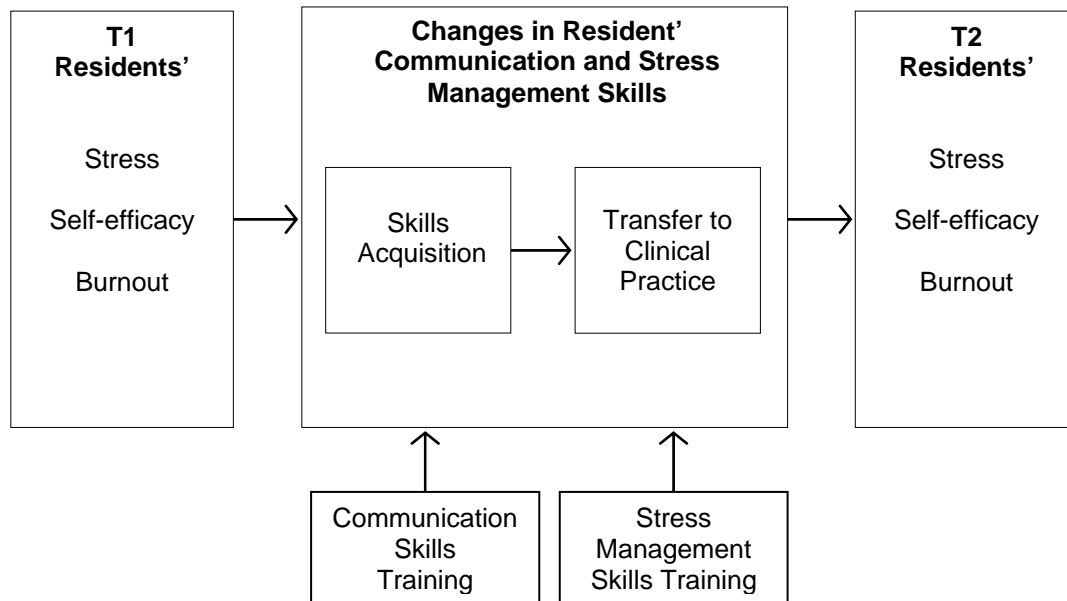 T1
Residents'
Stress
Self-efficacy
Burnout
Changes in Resident'
Communication and Stress
Management Skills
Skills
Acquisition
Transfer to
Clinical
Practice
T2
Residents'
Stress
Self-efficacy
Burnout
Communication
Skills
Training
Stress
Management
Skills Training